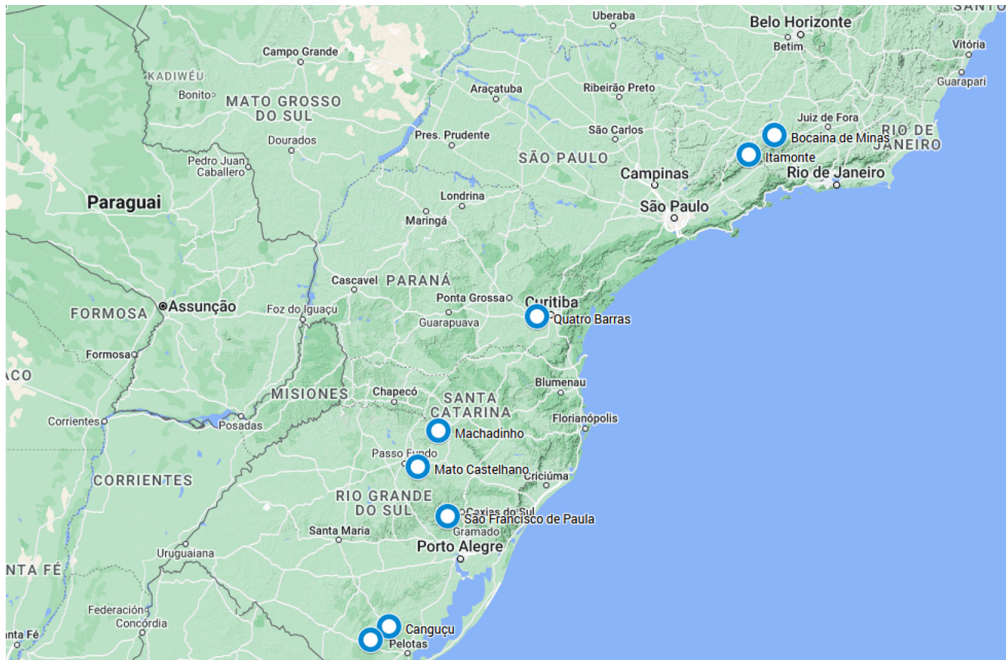 SANTO
Uberaba
Belo Horizonte
Betim
Vitória
Campo Grande
Guarapari
KADIWÉU
Bonito
Araçatuba
Ribeirão Preto
MATO GROSSO
DO SUL
Juiz de Fora
RIO DE
JANEIRO
Bocaina de Minas
Pres. Prudente
São Carlos
Dourados
SÃO PAULO
Itamonte
Pedro Juan
Caballero
Campinas
Rio de Janeiro
Paraguai
Londrina
São Paulo
Maringá
Cascavel
PARANÁ
Ponta Grossa
Curitiba
Assunção
FORMOSA
Foz do Iguaçu
Guarapuava
Quatro Barras
Formosa
ACO
MISIONES
Chapecó
Blumenau
SANTA
CATARINA
Corrientes
Posadas
Florianópolis
Machadinho
Passo Fundo
Mato Castelhano
Criciúma
CORRIENTES
RIO GRANDE
DO SUL
Caxias do Sul
São Francisco de Paula
Santa Maria
Gramado
Porto Alegre
Uruguaiana
NTA FÉ
Federación
Concórdia
Canguçu
anta Fé
Pelotas